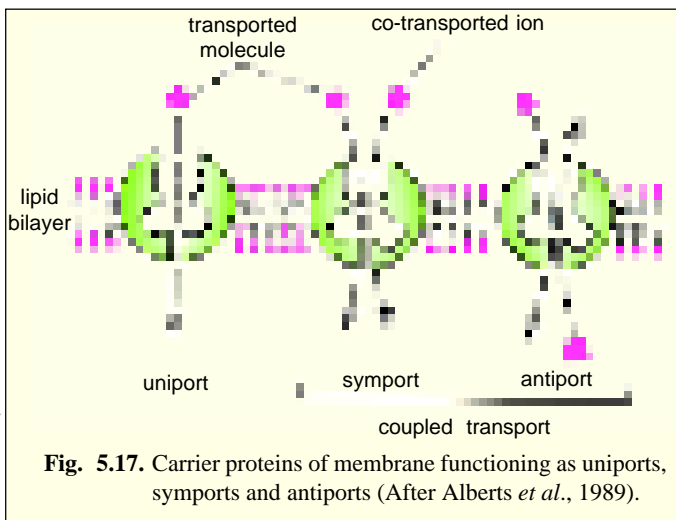 transported
molecule
co-transported ion
lipid
bilayer
uniport
symport
antiport
coupled transport
Fig. 5.17. Carrier proteins of membrane functioning as uniports,
symports and antiports (After Alberts et al., 1989).